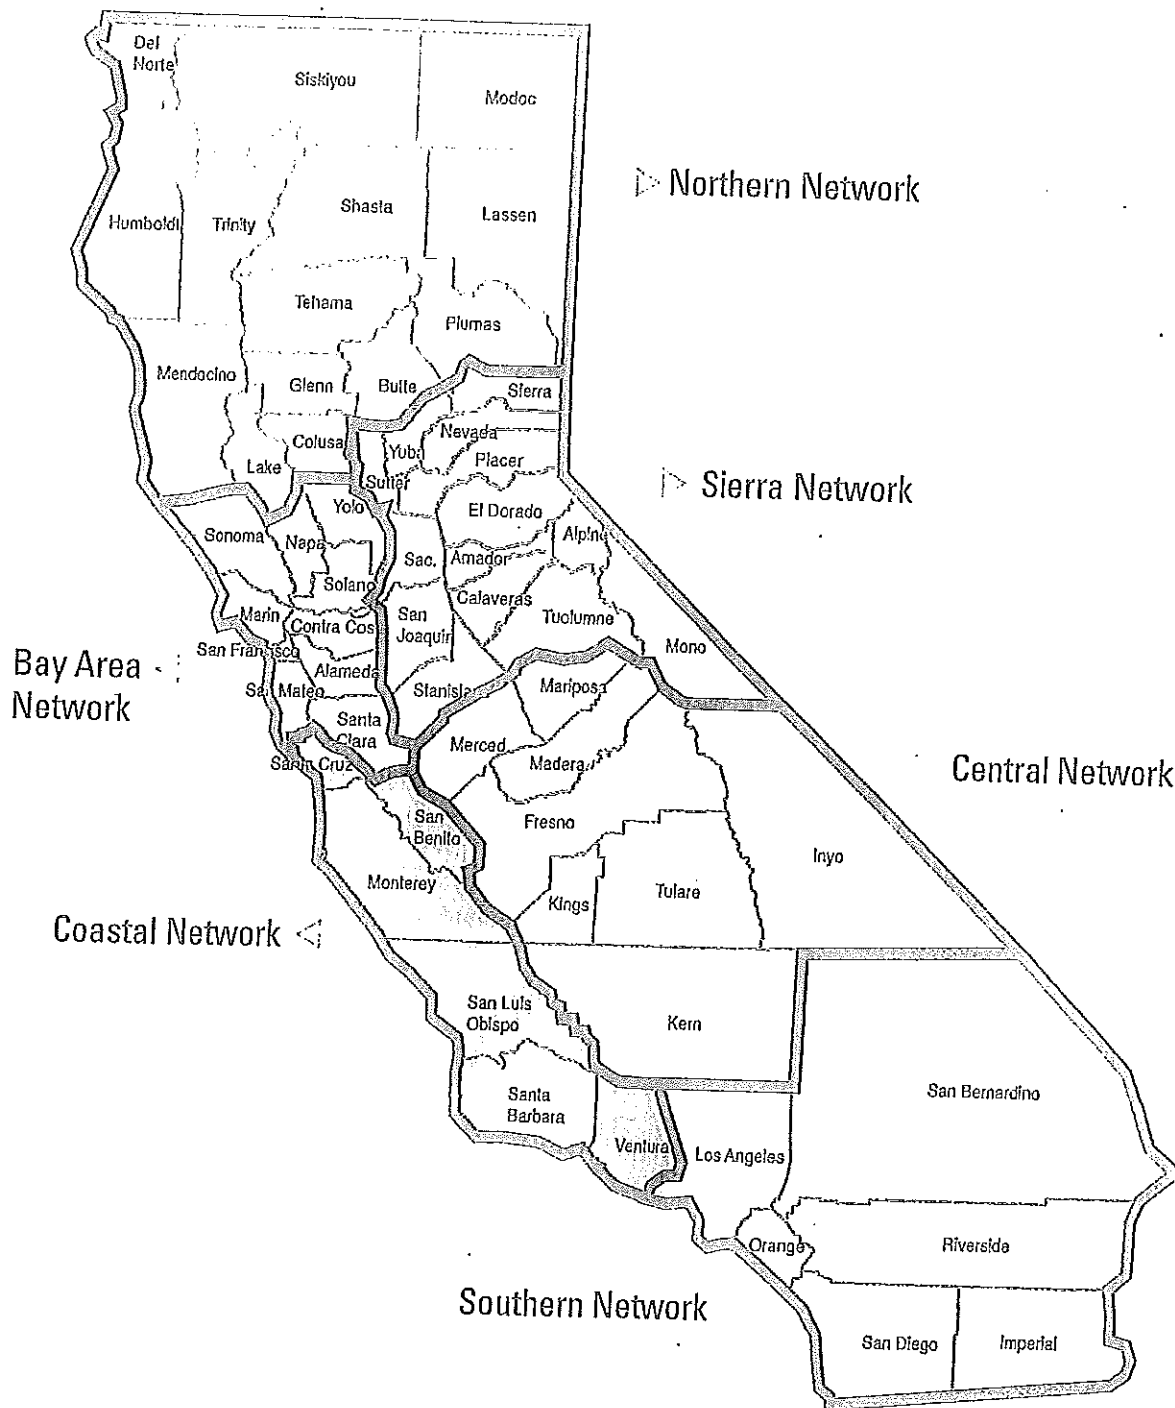 Del
Norte
Siskiyou
Modoc
Northern Network
Humboldt
Trinity
Shasta
Lassen
Tehama
Plumas
Mendocino
Glenn
Butte
Sierra
Colusa
Nevada
Yuba
Placer
Lake
Sutter
Sierra Network
Yolo
El Dorado
Sonoma
Napa
Alpine
Sac.
Amador
Solano
Calaveras
Marin
San
Joaquin
Tuolumne
Contra Cos
San Francisco
Mono
Bay Area
Network
Alameda
San Mateo
Stanisla
Mariposa
Santa
Clara
Merced
Santa Cruz
Madera
Central Network
San
Benito
Fresno
Inyo
Monterey
Kings
Tulare
Coastal Network
San Luis
Obispo
Kern
Santa
Barbara
San Bernardino
Ventura
Los Angeles
Orange
Riverside
Southern Network
San Diego
Imperial